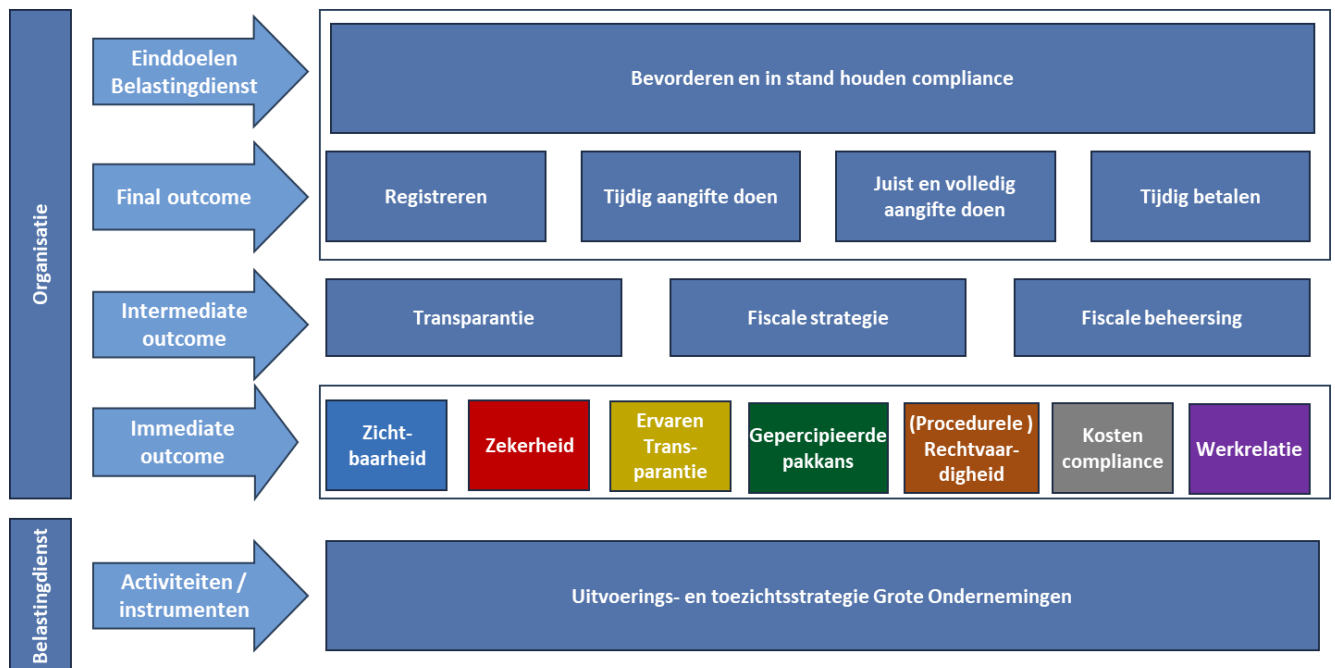 Organisatie
Einddoelen
Belastingdienst
Bevorderen en in stand houden compliance
Final outcome
Registreren
Tijdig aangifte doen
Juist en volledig
aangifte doen
Tijdig betalen
Intermediate
outcome
Transparantie
Fiscale strategie
Fiscale beheersing
Immediate
outcome
Zicht-
baarheid
Zekerheid
Ervaren
Trans-
parantie
Gepercipieerde
pakkans
(Procedurele )
Rechtvaar-
digheid
Kosten
compliance
Werkrelatie
Belastingdienst
Activiteiten /
instrumenten
Uitvoerings- en toezichtsstrategie Grote Ondernemingen